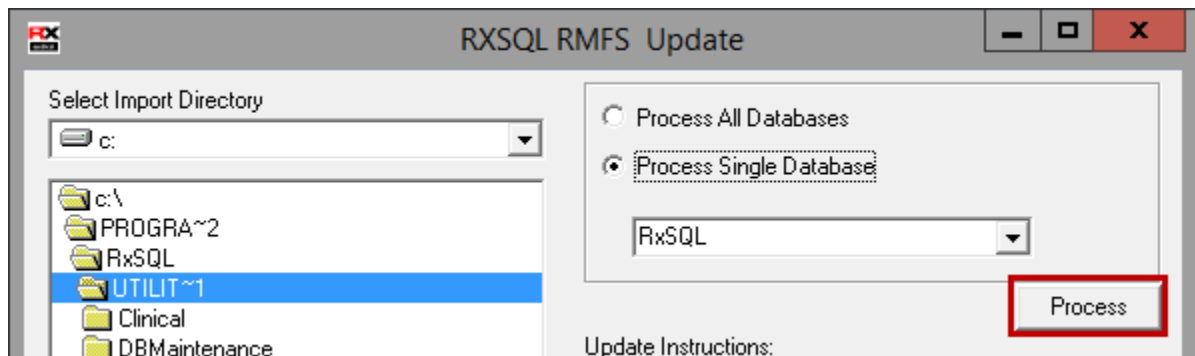 RX
RXSQL RMFS Update
Select Import Directory
c:
c:\
PROGRA~2
RxSQL
UTILIT~1
Clinical
DBMaintenance
Process All Databases
Process Single Database
RxSQL
Process
Update Instructions: